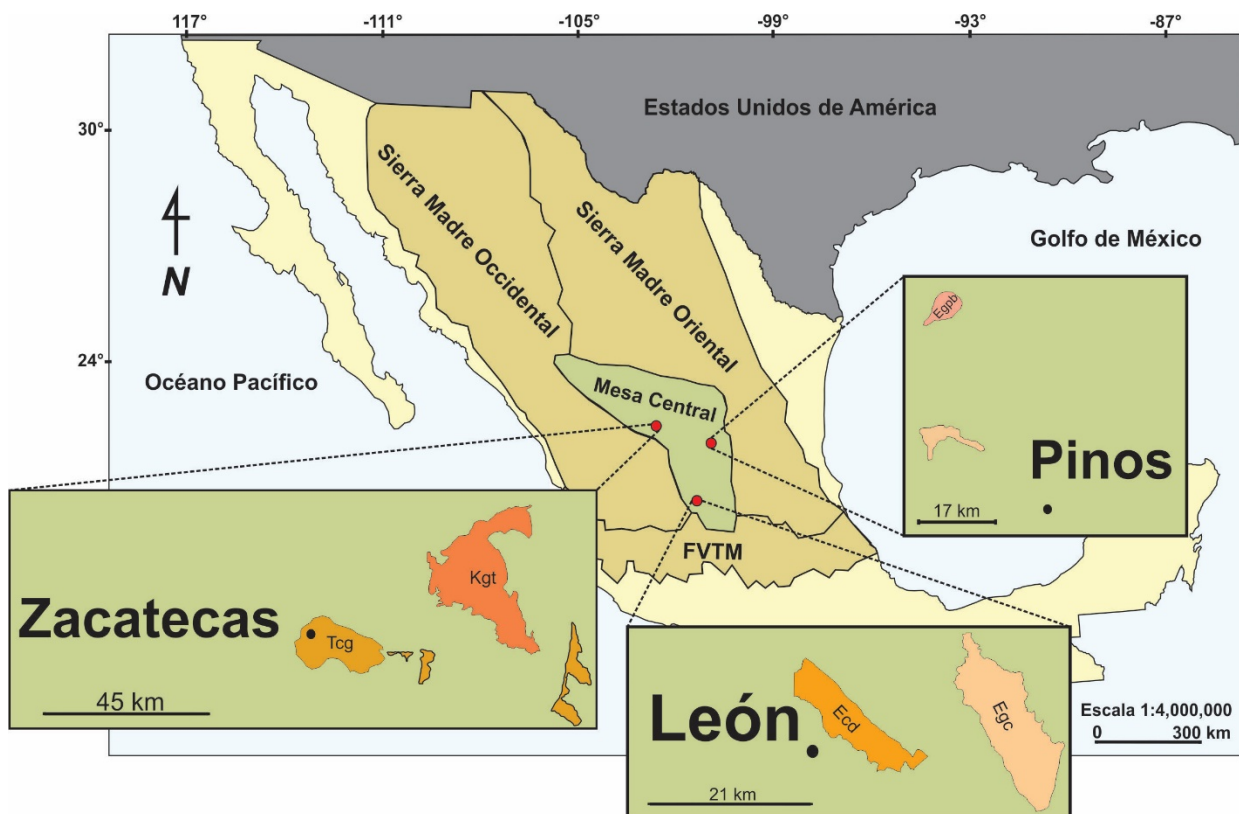 117°
-111°
-105°
-99°
-93°
-87°
Estados Unidos de América
30°
Sierra Madre Occidental
Sierra Madre Oriental
Golfo de México
N
Egpb
24°
Océano Pacífico
Mesa Central
Pinos
17 km
FVTM
Kgt
Zacatecas
Tcg
45 km
León
Ecd
Egc
21 km
Escala 1:4,000,000
0 300 km